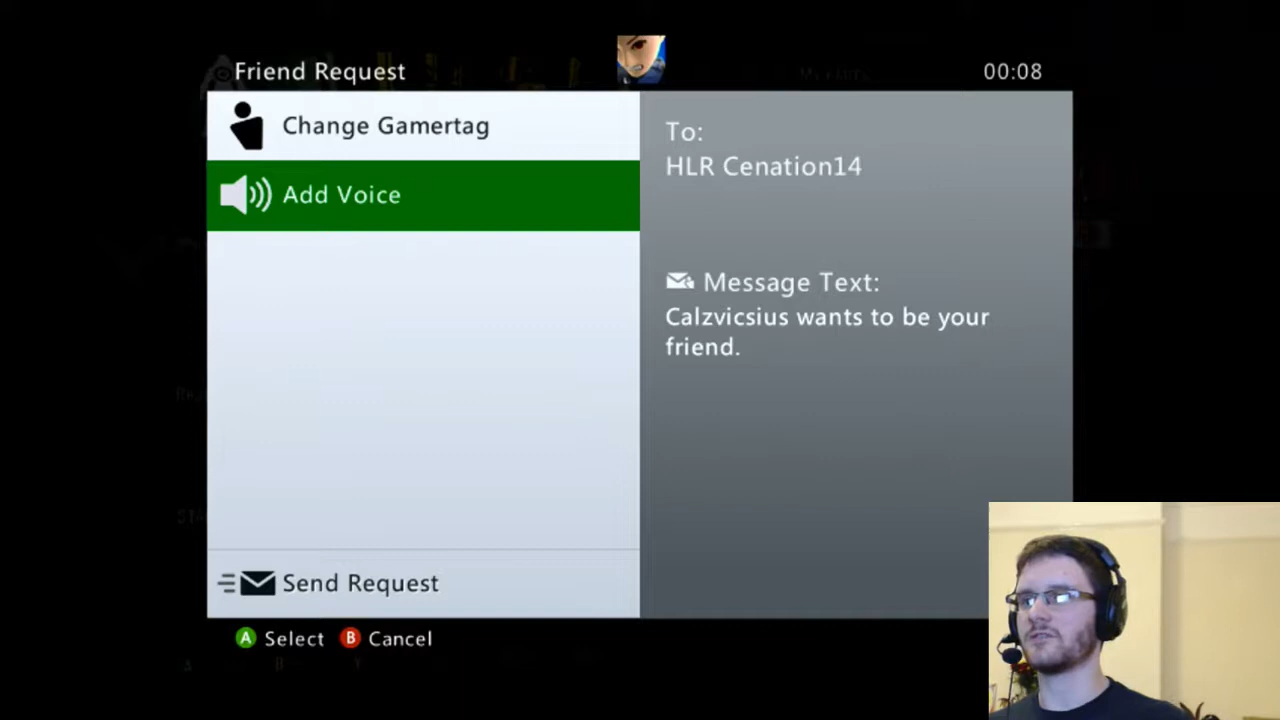 Friend Request
00:08
Change Gamertag
Add Voice
To:
HLR Cenation14
Message Text:
Calzvicsius wants to be your
friend.
Send Request
A Select B Cancel